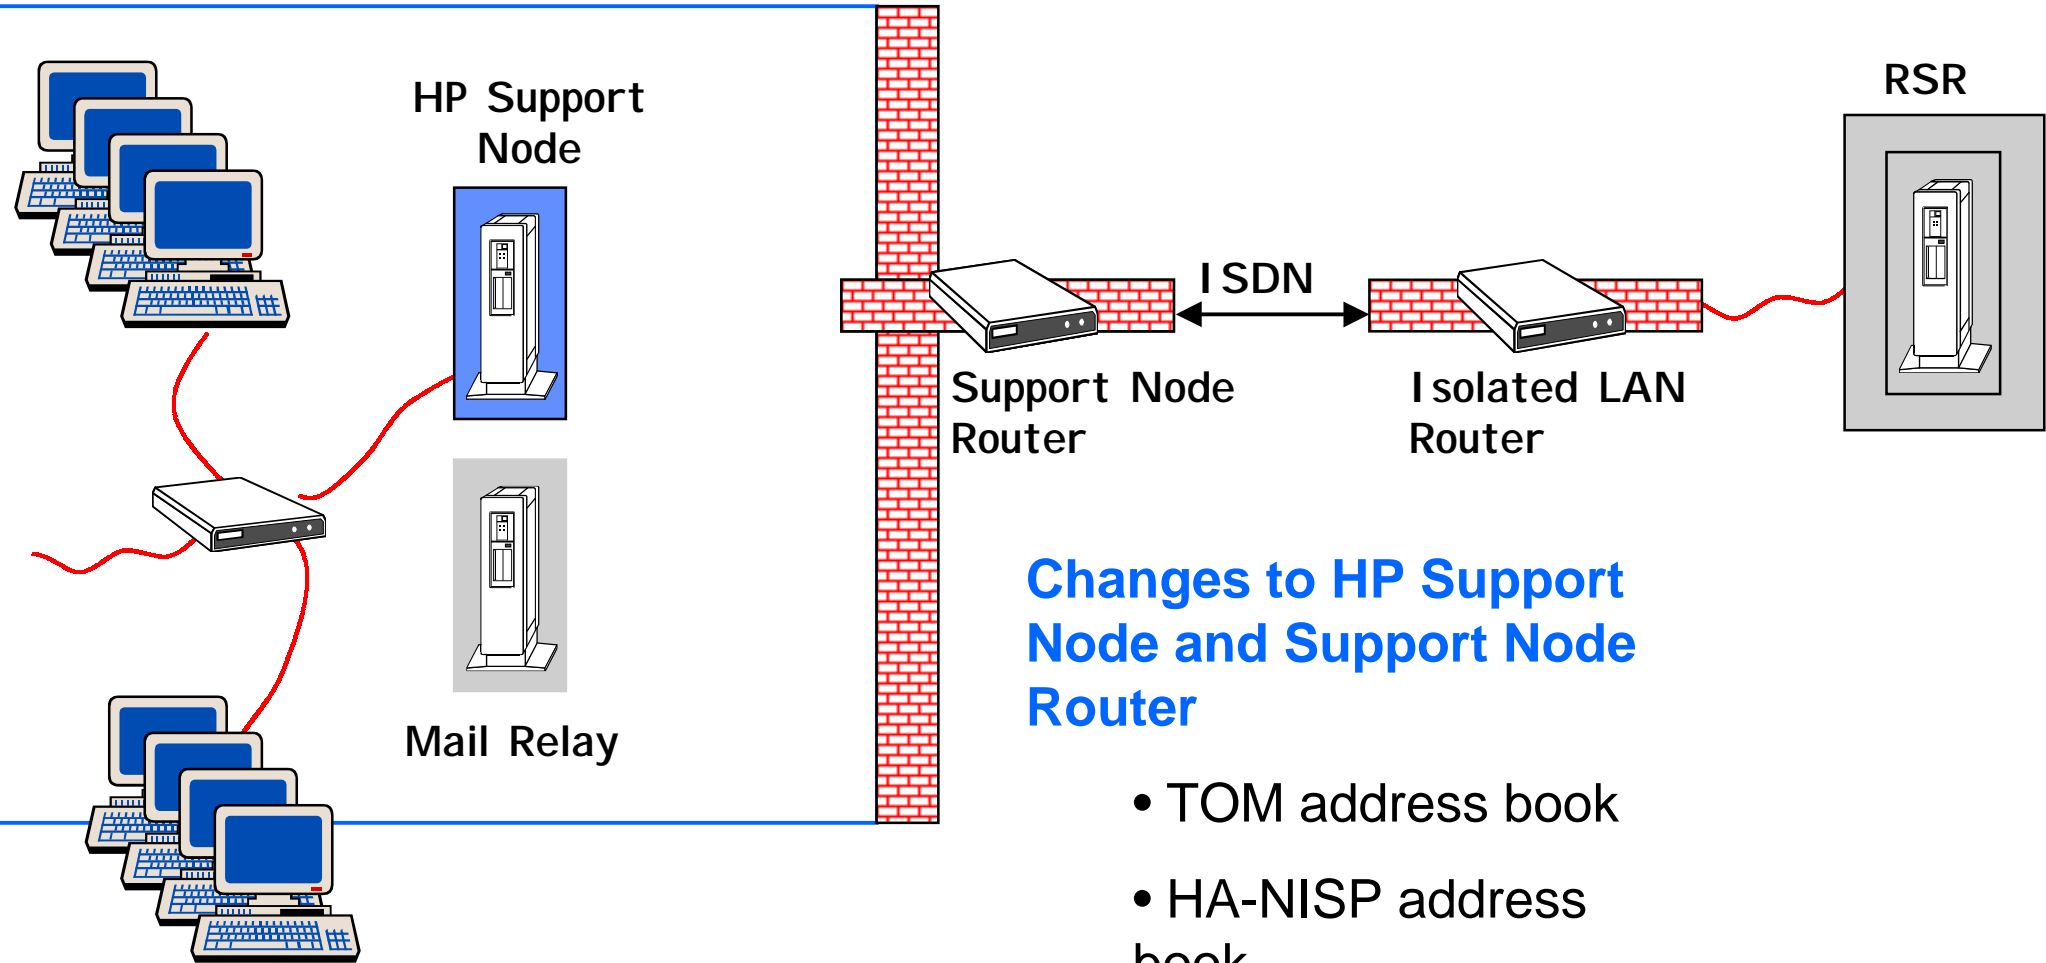 HP Support
Node
RSR
ISDN
Support Node
Router
Isolated LAN
Router
Mail Relay
Changes to HP Support
Node and Support Node
Router
• TOM address book
• HA-NISP address
book